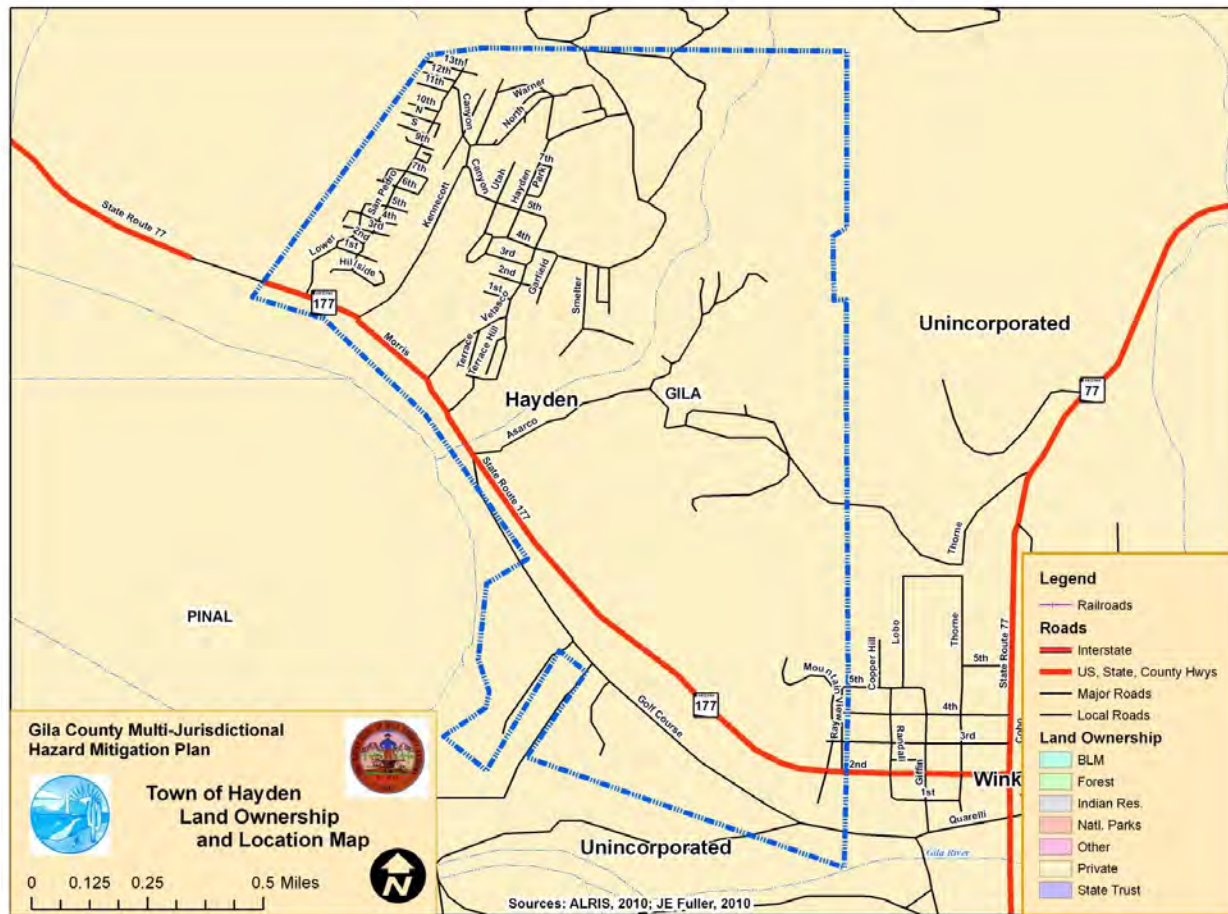 13th
12th
11th
10th
N
S
9th
7th
6th
5th
4th
3rd
2nd
1st
Hillside
Lower
San Pedro
Kennecott
Canyon
Canyon
North
Warner
7th
Park
Hayden
Utah
5th
4th
3rd
2nd
1st
Garfield
Velasco
Smelter
Terrace
Terrace Hill
State Route 77
177
Morris
Hayden
Asarco
GILA
State Route 177
Unincorporated
77
PINAL
Thorne
Lobo
Thorne
Copper Hill
State Route 77
5th
Mountain View
5th
4th
Ray
Randall
3rd
Cobo
177
Golf Course
2nd
Giffin
Wink
1st
Quarelli
Unincorporated
Gila River
Legend
Railroads
Roads
Interstate
US, State, County Hwys
Major Roads
Local Roads
Land Ownership
BLM
Forest
Indian Res.
Natl. Parks
Other
Private
State Trust
Gila County Multi-Jurisdictional
Hazard Mitigation Plan
Town of Hayden
Land Ownership
and Location Map
N
0 0.125 0.25 0.5 Miles
Sources: ALRIS, 2010; JE Fuller, 2010